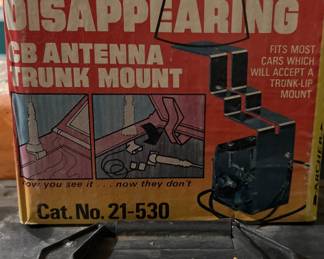 DISAPPEARING
CB ANTENNA
TRUNK MOUNT
FITS MOST
CARS WHICH
WILL ACCEPT A
TRUNK-LIP
MOUNT
Now you see it . . . now they don't
Cat. No. 21-530